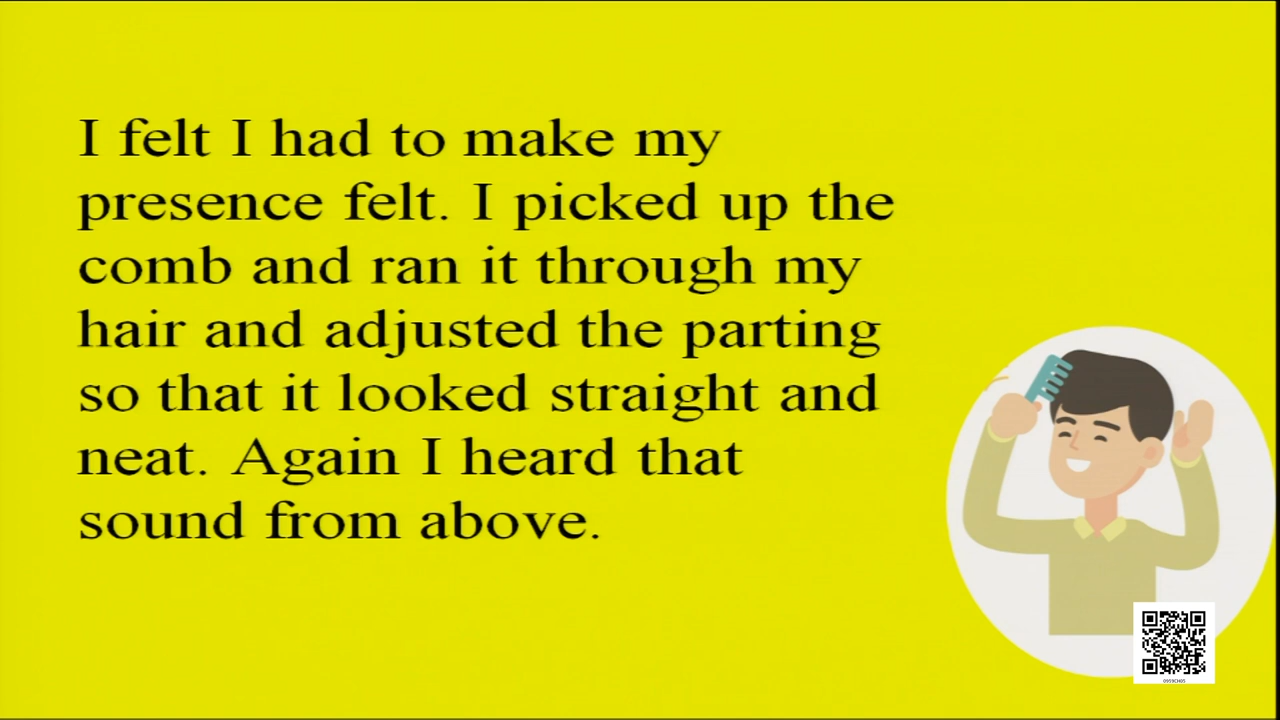 I felt I had to make my
presence felt. I picked up the
comb and ran it through my
hair and adjusted the parting
so that it looked straight and
neat. Again I heard that
sound from above.